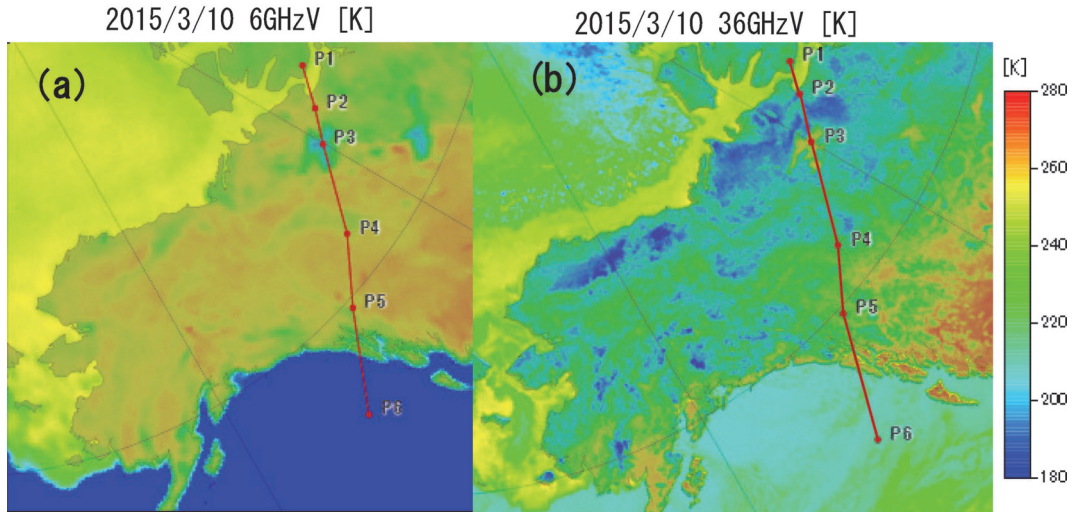 2015/3/10 6GHzV [K]
2015/3/10 36GHzV [K]
(a)
P1
P2
P3
P4
P5
P6
(b)
P1
P2
P3
P4
P5
P6
[K]
280
260
240
220
200
180